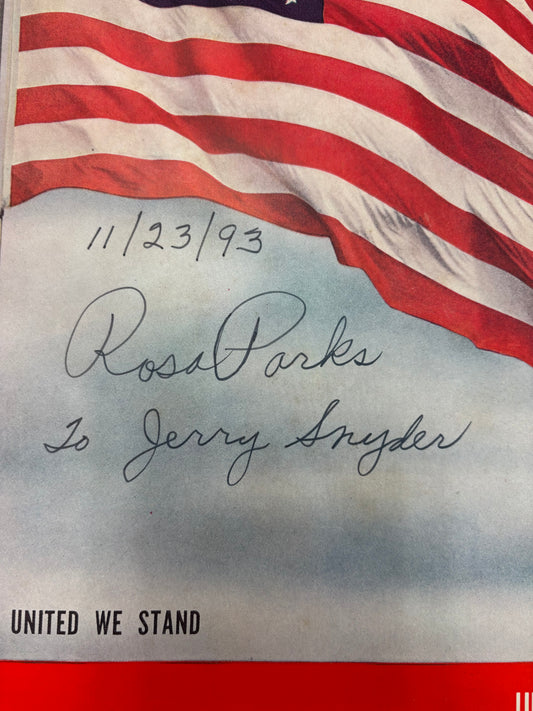 11/23/93
Rosa Parks
To Jerry Snyder
UNITED WE STAND